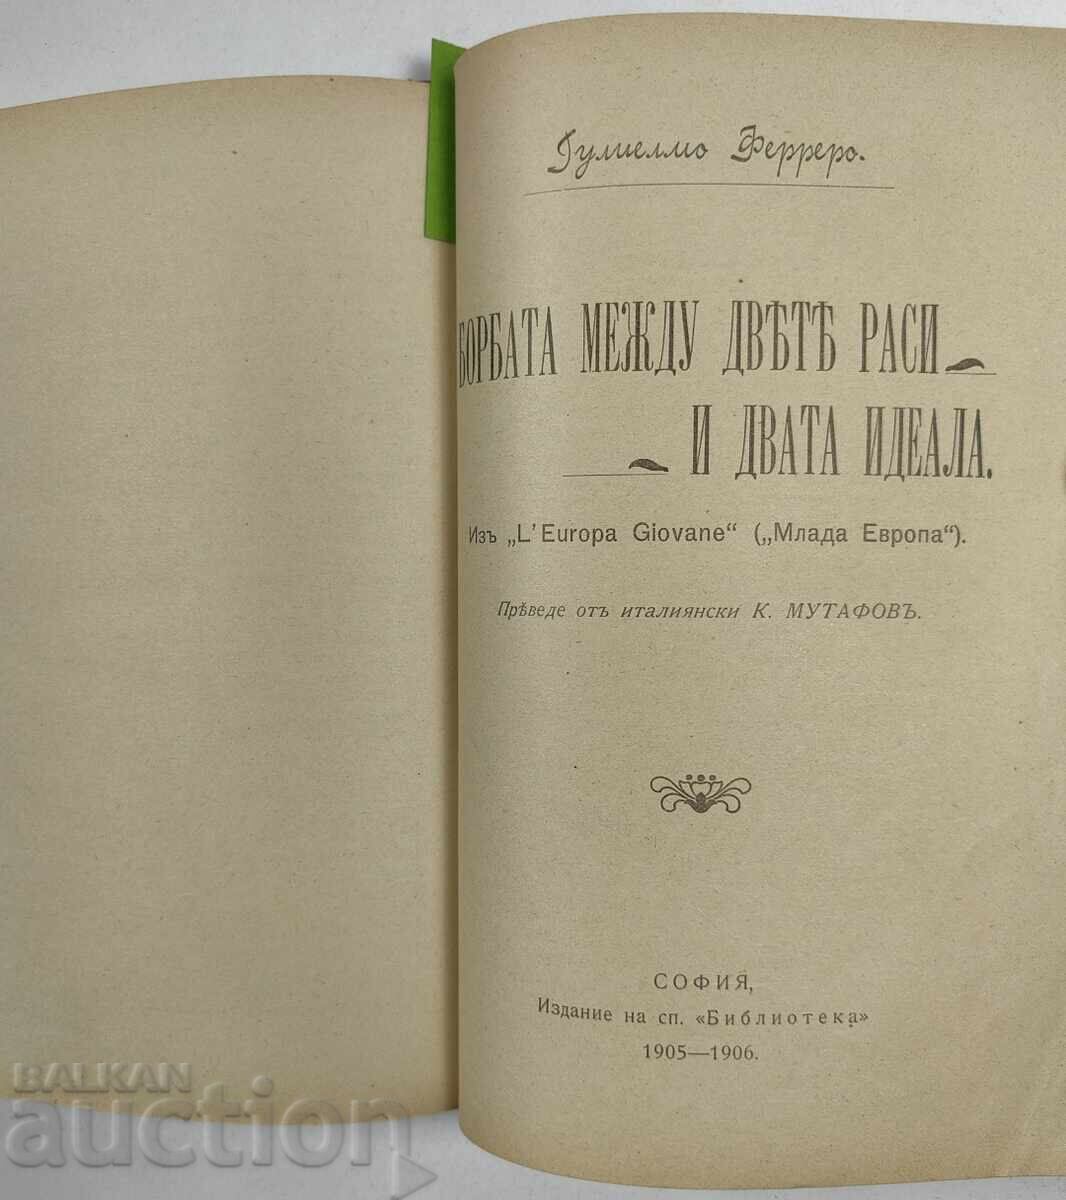 Гулиелмо Ферреро.
БОРБАТА МЕЖДУ ДВѢТѢ РАСИ
И ДВАТА ИДЕАЛА.
Изъ „L'Europa Giovane“ („Млада Европа“).
Прѣведе отъ италиянски К. МУТАФОВЪ.
СОФИЯ,
Издание на сп. «Библиотека»
1905—1906.
BALKAN
auction